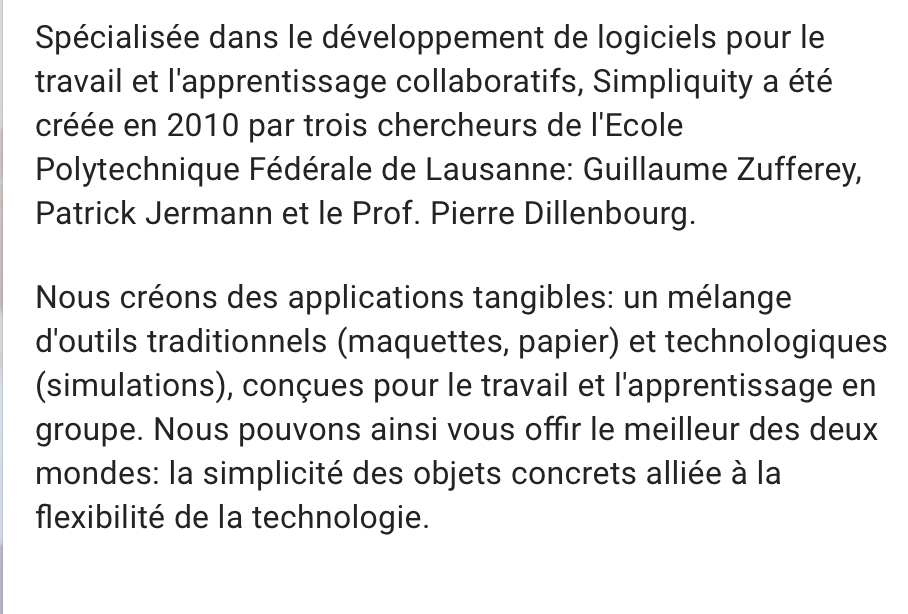 Spécialisée dans le développement de logiciels pour le
travail et l'apprentissage collaboratifs, Simpliquity a été
créée en 2010 par trois chercheurs de l'Ecole
Polytechnique Fédérale de Lausanne: Guillaume Zufferey,
Patrick Jermann et le Prof. Pierre Dillenbourg.
Nous créons des applications tangibles: un mélange
d'outils traditionnels (maquettes, papier) et technologiques
(simulations), conçues pour le travail et l'apprentissage en
groupe. Nous pouvons ainsi vous offir le meilleur des deux
mondes: la simplicité des objets concrets alliée à la
flexibilité de la technologie.